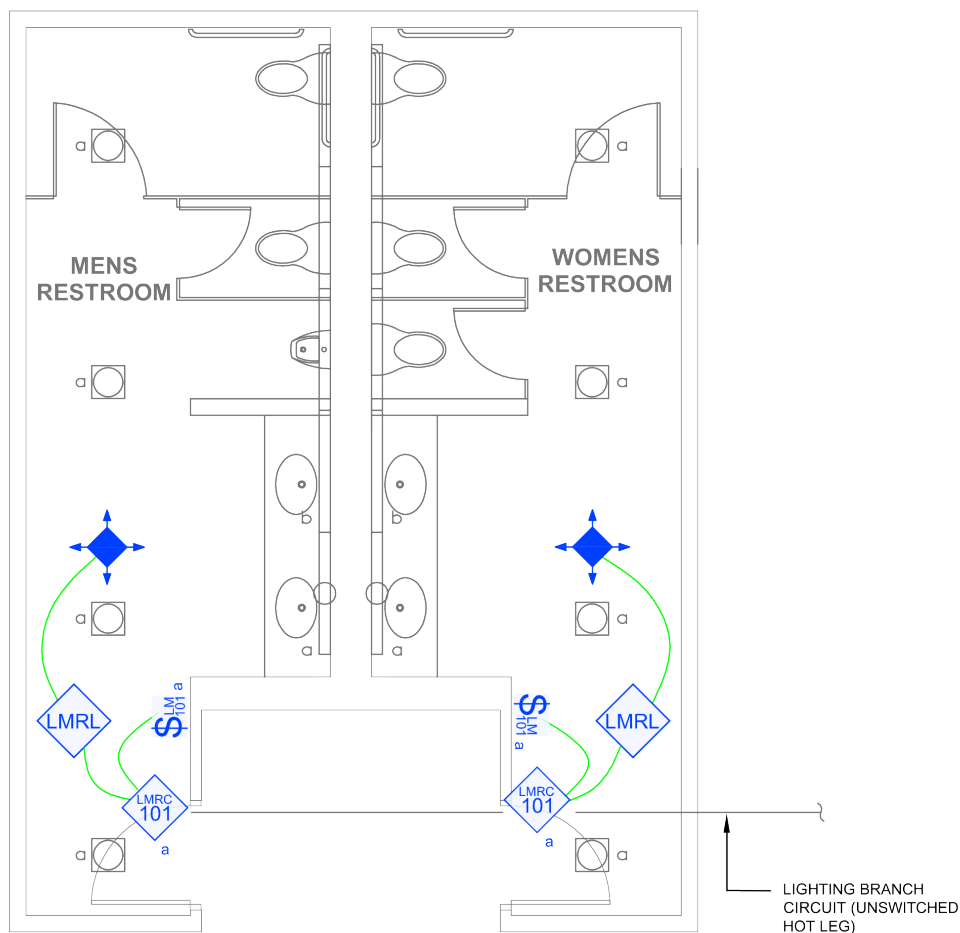 a
a
MENS
RESTROOM
WOMENS
RESTROOM
a
a
b
b
a
a
a
a
LMRL
$
LM
101
a
$
LM
101 a
LMRL
LMRC
101
a
LMRC
101
a
a
a
LIGHTING BRANCH
CIRCUIT (UNSWITCHED
HOT LEG)